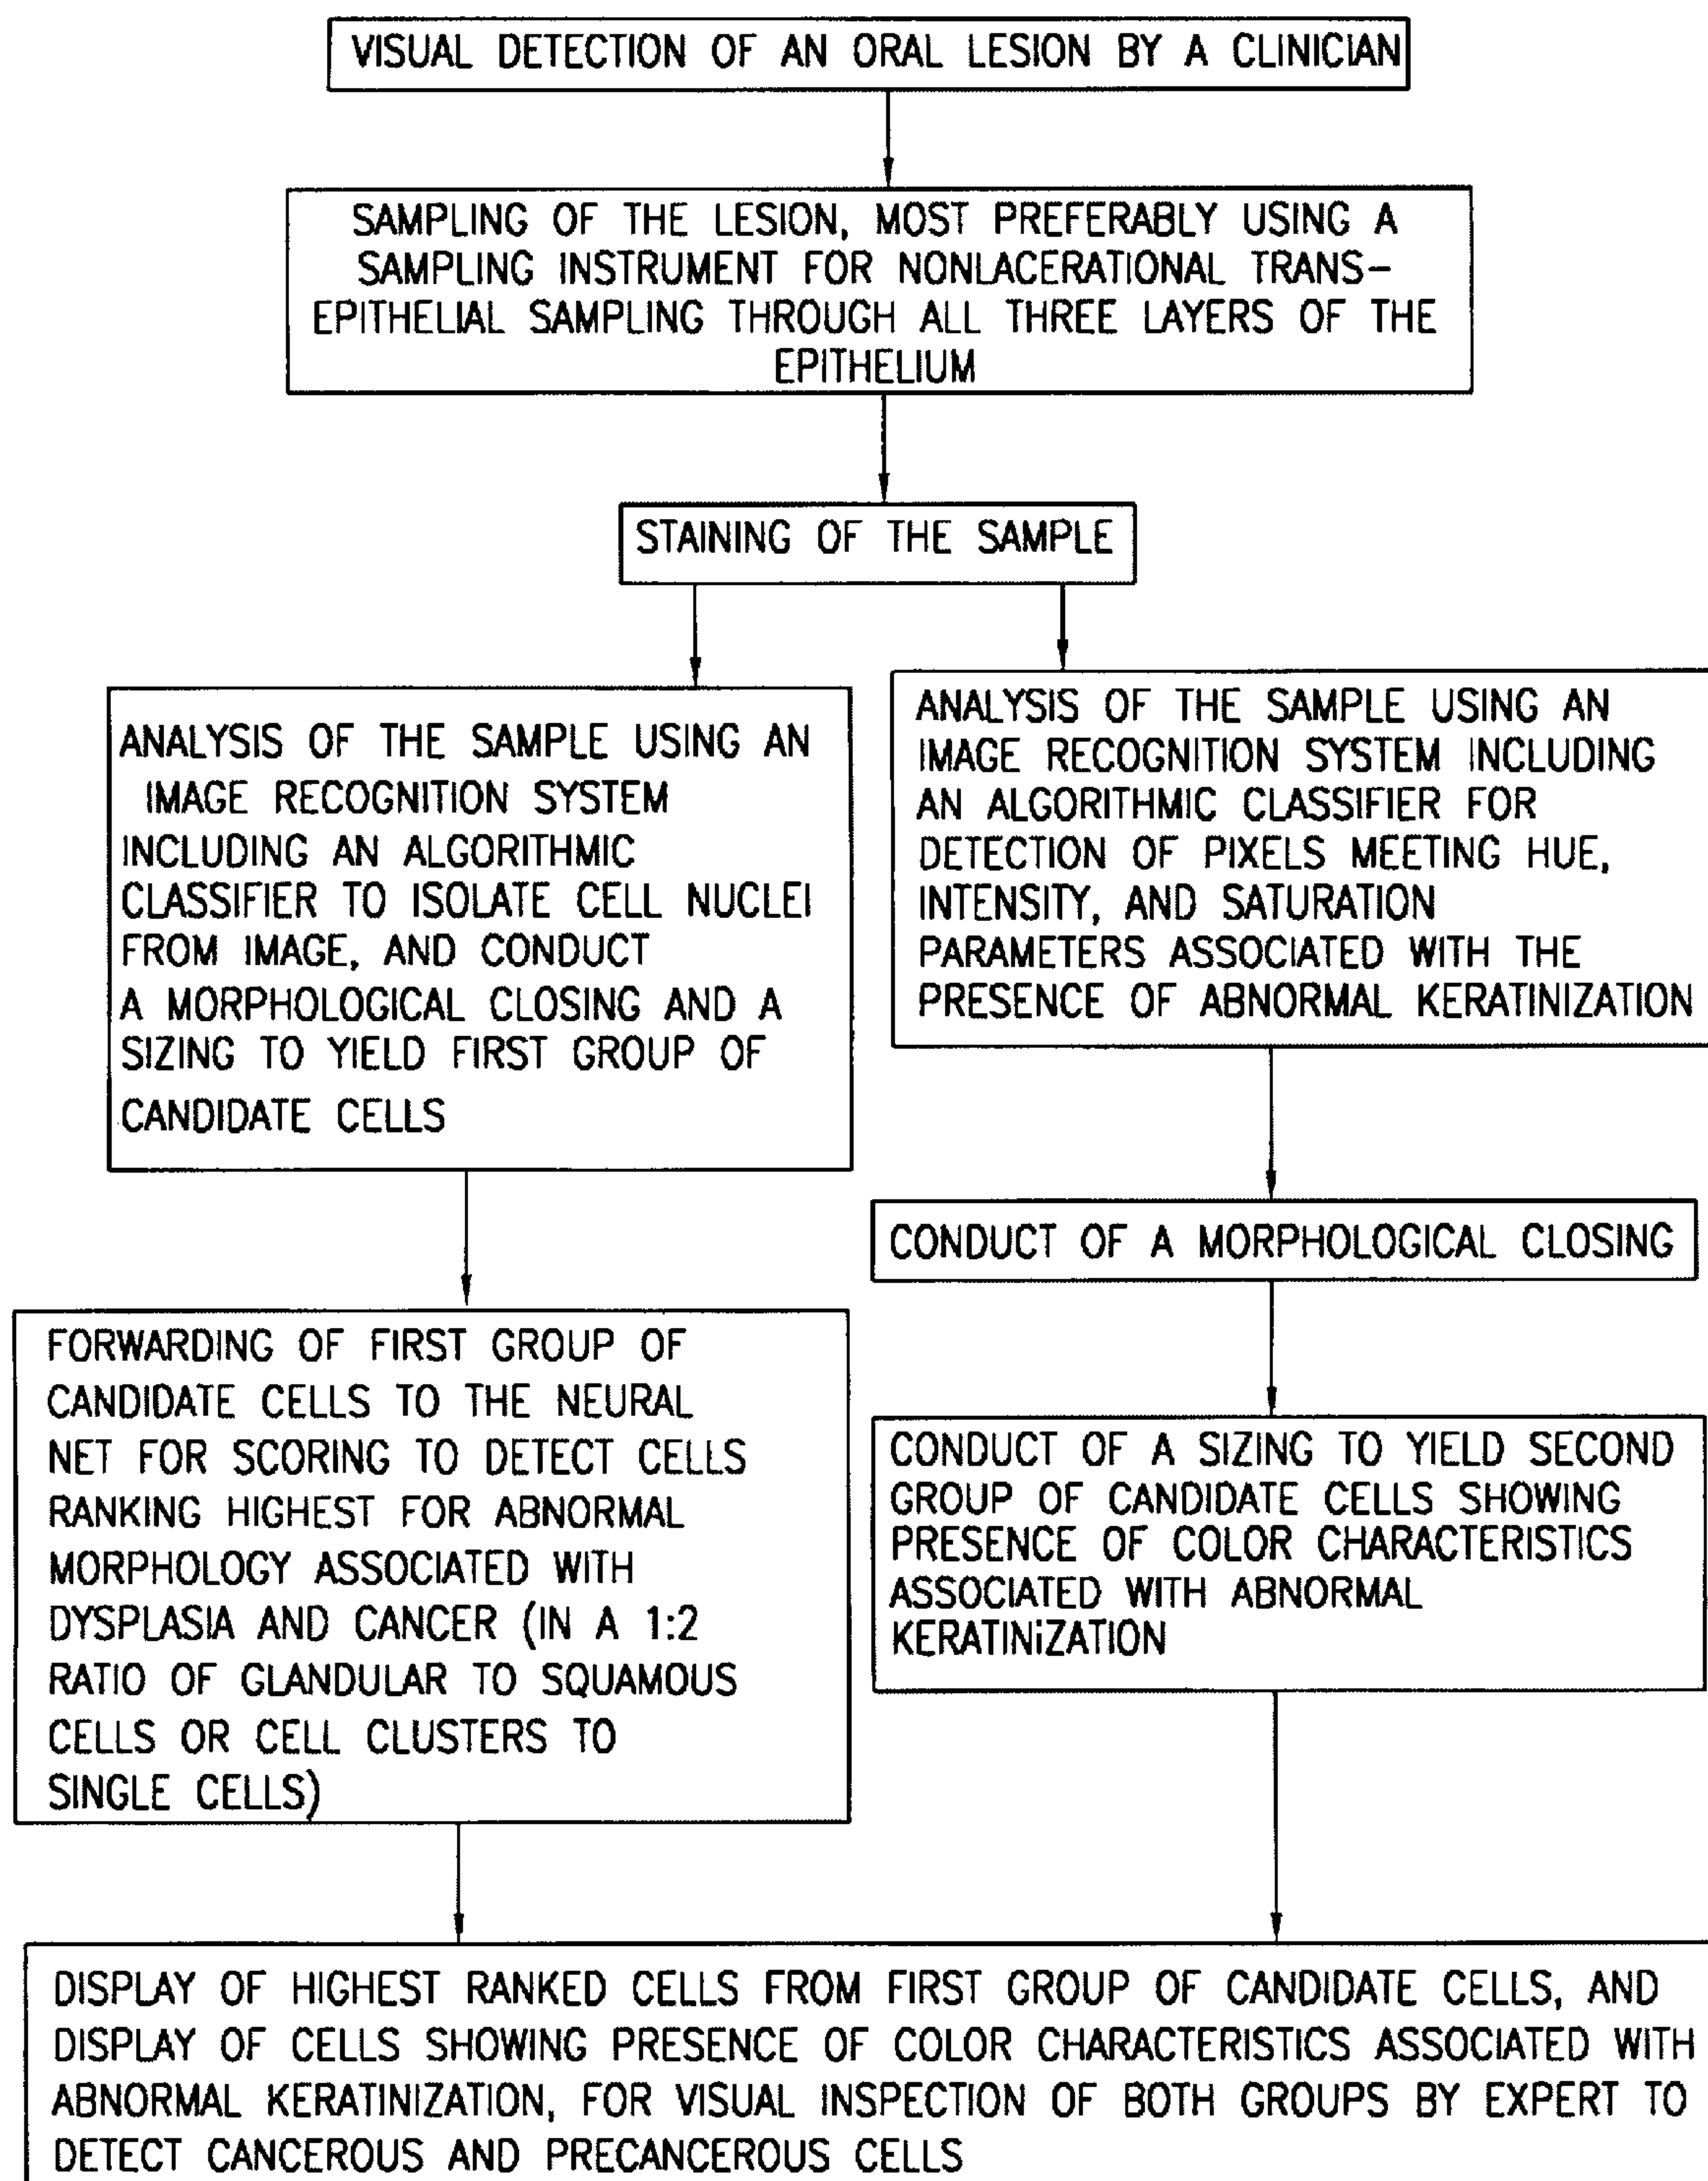 VISUAL DETECTION OF AN ORAL LESION BY A CLINICIAN
SAMPLING OF THE LESION, MOST PREFERABLY USING A
SAMPLING INSTRUMENT FOR NONLACERATIONAL TRANS-
EPITHELIAL SAMPLING THROUGH ALL THREE LAYERS OF THE
EPITHELIUM
STAINING OF THE SAMPLE
ANALYSIS OF THE SAMPLE USING AN
IMAGE RECOGNITION SYSTEM
INCLUDING AN ALGORITHMIC
CLASSIFIER TO ISOLATE CELL NUCLEI
FROM IMAGE, AND CONDUCT
A MORPHOLOGICAL CLOSING AND A
SIZING TO YIELD FIRST GROUP OF
CANDIDATE CELLS
ANALYSIS OF THE SAMPLE USING AN
IMAGE RECOGNITION SYSTEM INCLUDING
AN ALGORITHMIC CLASSIFIER FOR
DETECTION OF PIXELS MEETING HUE,
INTENSITY, AND SATURATION
PARAMETERS ASSOCIATED WITH THE
PRESENCE OF ABNORMAL KERATINIZATION
CONDUCT OF A MORPHOLOGICAL CLOSING
FORWARDING OF FIRST GROUP OF
CANDIDATE CELLS TO THE NEURAL
NET FOR SCORING TO DETECT CELLS
RANKING HIGHEST FOR ABNORMAL
MORPHOLOGY ASSOCIATED WITH
DYSPLASIA AND CANCER (IN A 1:2
RATIO OF GLANDULAR TO SQUAMOUS
CELLS OR CELL CLUSTERS TO
SINGLE CELLS)
CONDUCT OF A SIZING TO YIELD SECOND
GROUP OF CANDIDATE CELLS SHOWING
PRESENCE OF COLOR CHARACTERISTICS
ASSOCIATED WITH ABNORMAL
KERATINiZATION
DISPLAY OF HIGHEST RANKED CELLS FROM FIRST GROUP OF CANDIDATE CELLS, AND
DISPLAY OF CELLS SHOWING PRESENCE OF COLOR CHARACTERISTICS ASSOCIATED WITH
ABNORMAL KERATINIZATION, FOR VISUAL INSPECTION OF BOTH GROUPS BY EXPERT TO
DETECT CANCEROUS AND PRECANCEROUS CELLS